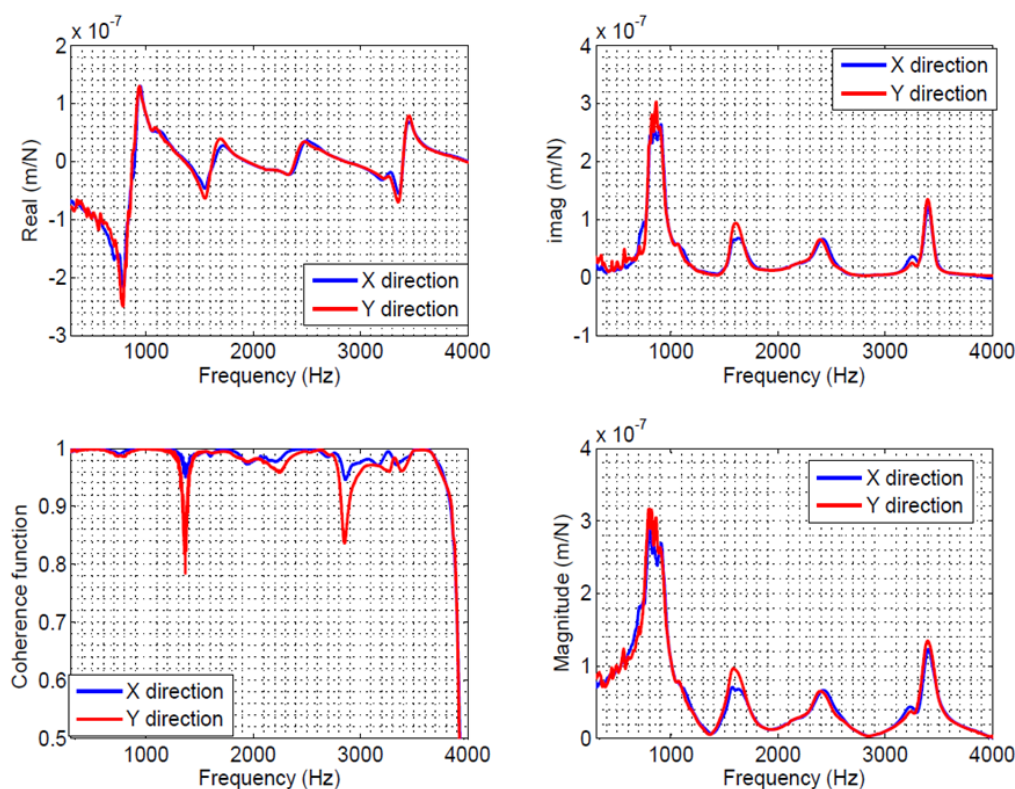 x 10^-7
2
1
0
-1
-2
-3
Real (m/N)
X direction
Y direction
1000 2000 3000 4000
Frequency (Hz)
x 10^-7
4
3
2
1
0
-1
imag (m/N)
X direction
Y direction
1000 2000 3000 4000
Frequency (Hz)
1
0.9
0.8
0.7
0.6
0.5
Coherence function
X direction
Y direction
1000 2000 3000 4000
Frequency (Hz)
x 10^-7
4
3
2
1
0
Magnitude (m/N)
X direction
Y direction
1000 2000 3000 4000
Frequency (Hz)